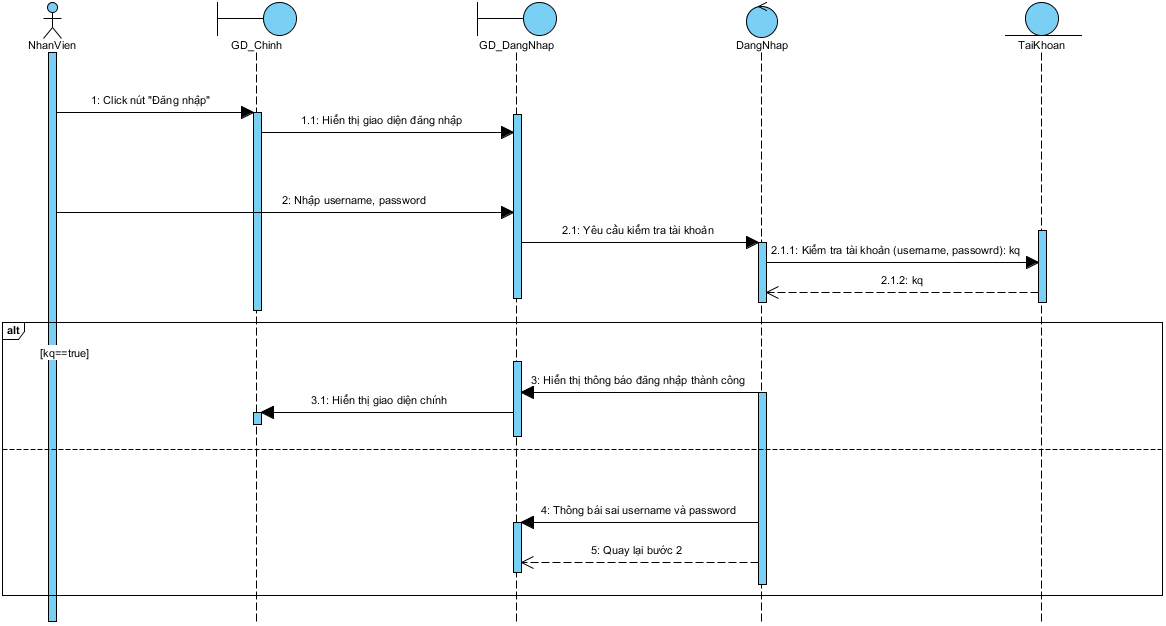 NhanVien
GD_Chinh
GD_DangNhap
DangNhap
TaiKhoan
1: Click nút "Đăng nhập"
1.1: Hiển thị giao diện đăng nhập
2: Nhập username, password
2.1: Yêu cầu kiểm tra tài khoản
2.1.1: Kiểm tra tài khoản (username, passowrd): kq
2.1.2: kq
alt
[kq==true]
3: Hiển thị thông báo đăng nhập thành công
3.1: Hiển thị giao diện chính
4: Thông bái sai username và password
5: Quay lại bước 2